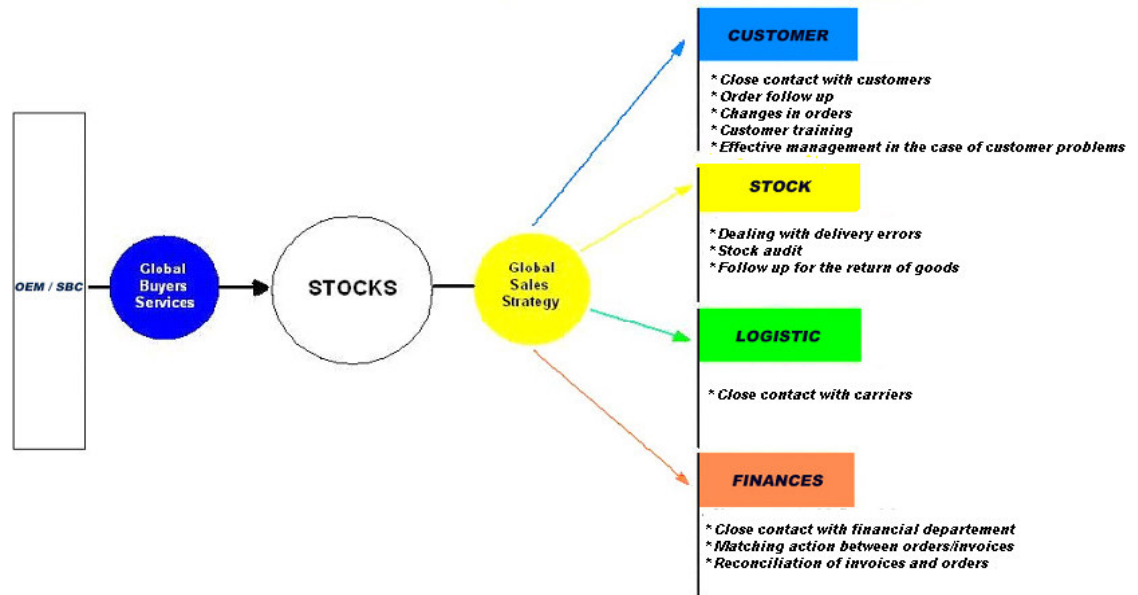 OEM / SBC
Global
Buyers
Services
STOCKS
Global
Sales
Strategy
CUSTOMER
* Close contact with customers
* Order follow up
* Changes in orders
* Customer training
* Effective management in the case of customer problems
STOCK
* Dealing with delivery errors
* Stock audit
* Follow up for the return of goods
LOGISTIC
* Close contact with carriers
FINANCES
* Close contact with financial departement
* Matching action between orders/invoices
* Reconciliation of invoices and orders